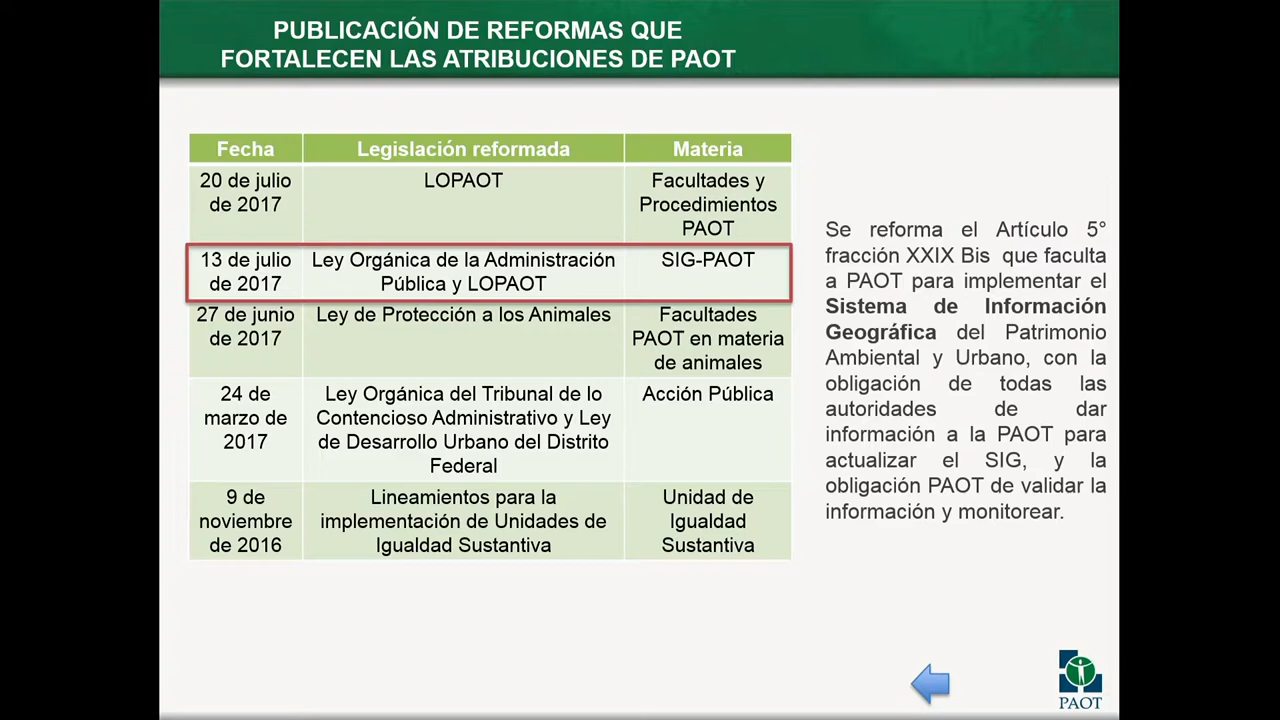 PUBLICACIÓN DE REFORMAS QUE
FORTALECEN LAS ATRIBUCIONES DE PAOT
Fecha
Legislación reformada
Materia
20 de julio
de 2017
LOPAOT
Facultades y
Procedimientos
PAOT
13 de julio
de 2017
Ley Orgánica de la Administración
Pública y LOPAOT
SIG-PAOT
27 de junio
de 2017
Ley de Protección a los Animales
Facultades
PAOT en materia
de animales
24 de
marzo de
2017
Ley Orgánica del Tribunal de lo
Contencioso Administrativo y Ley
de Desarrollo Urbano del Distrito
Federal
Acción Pública
9 de
noviembre
de 2016
Lineamientos para la
implementación de Unidades de
Igualdad Sustantiva
Unidad de
Igualdad
Sustantiva
Se reforma el Artículo 5°
fracción XXIX Bis que faculta
a PAOT para implementar el
Sistema de Información
Geográfica del Patrimonio
Ambiental y Urbano, con la
obligación de todas las
autoridades de dar
información a la PAOT para
actualizar el SIG, y la
obligación PAOT de validar la
información y monitorear.
PAOT